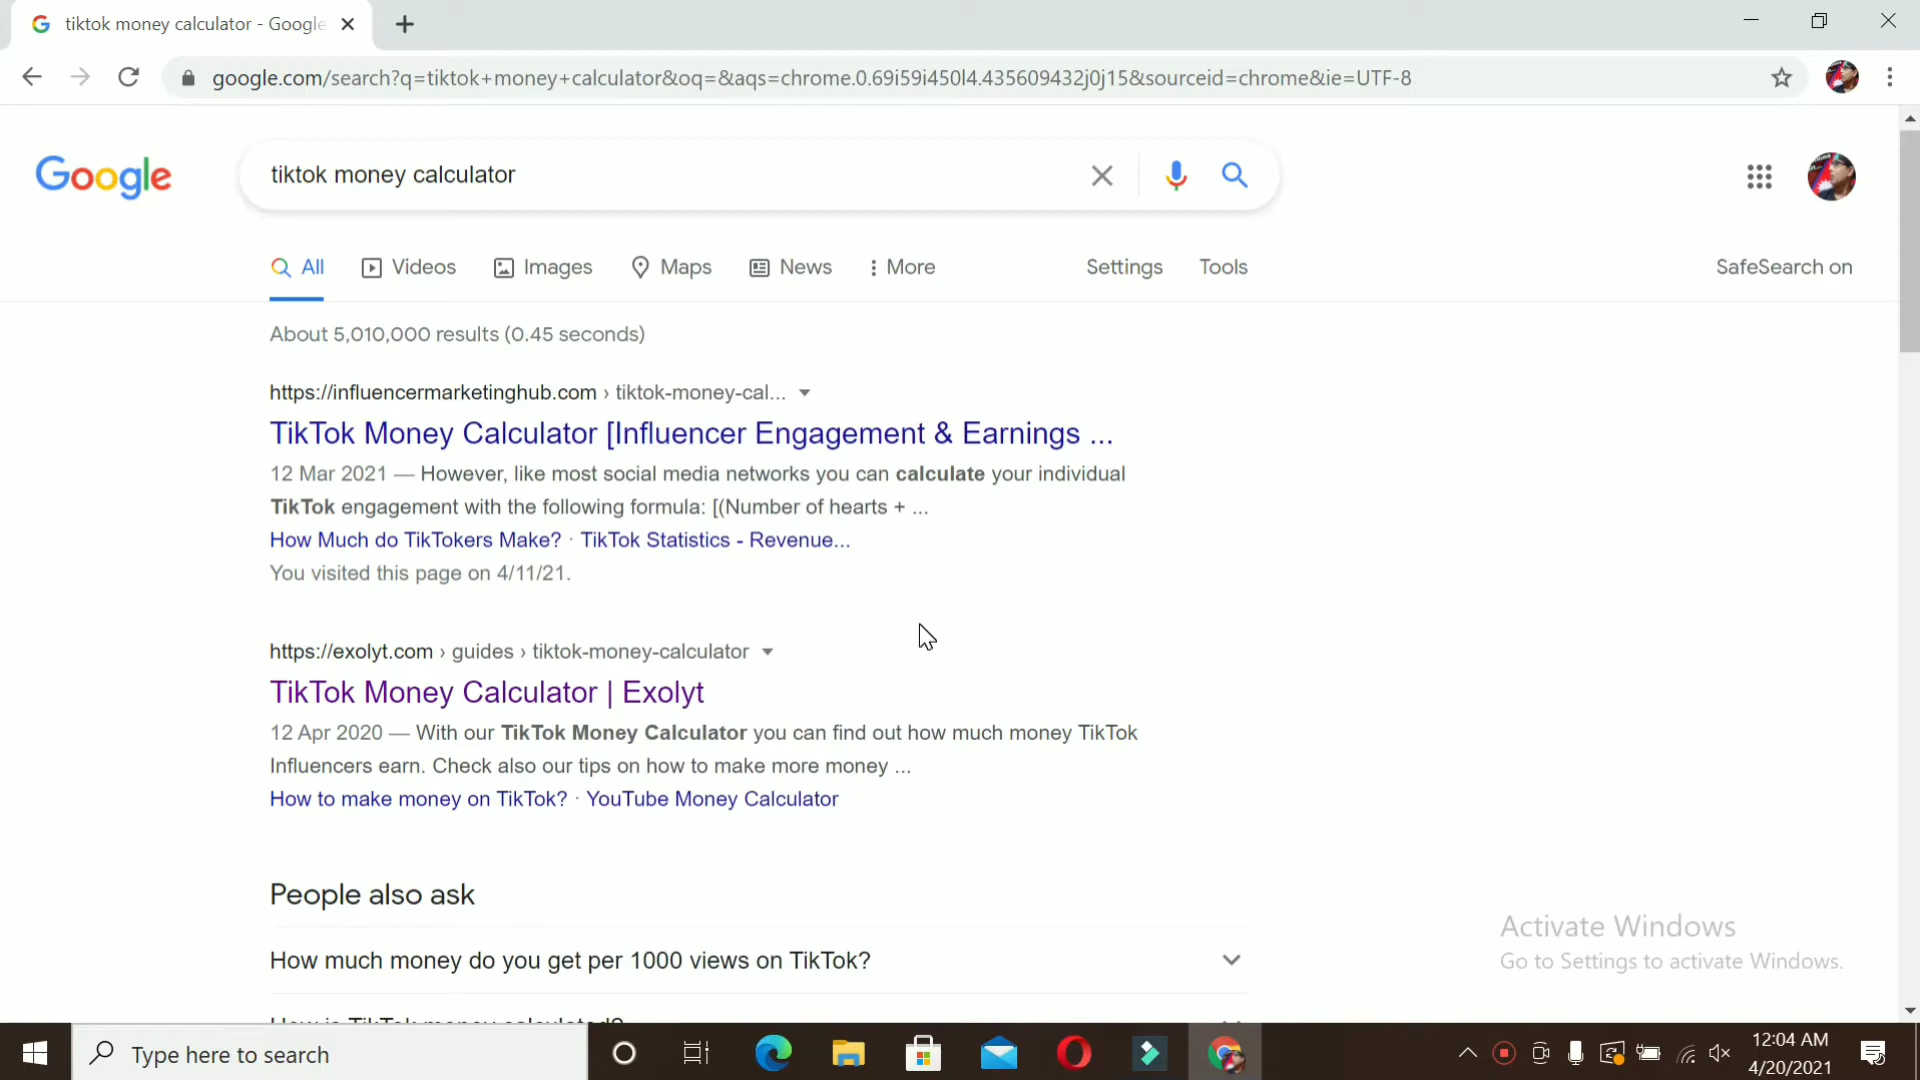 tiktok money calculator - Google
google.com/search?q=tiktok+money+calculator&oq=&aqs=chrome.0.69i59i450l4.435609432j0j15&sourceid=chrome&ie=UTF-8
Google
tiktok money calculator
All Videos Images Maps News More Settings Tools SafeSearch on
About 5,010,000 results (0.45 seconds)
https://influencermarketinghub.com › tiktok-money-cal...
TikTok Money Calculator [Influencer Engagement & Earnings ...
12 Mar 2021 — However, like most social media networks you can calculate your individual
TikTok engagement with the following formula: [(Number of hearts + ...
How Much do TikTokers Make? · TikTok Statistics - Revenue...
You visited this page on 4/11/21.
https://exolyt.com › guides › tiktok-money-calculator
TikTok Money Calculator | Exolyt
12 Apr 2020 — With our TikTok Money Calculator you can find out how much money TikTok
Influencers earn. Check also our tips on how to make more money ...
How to make money on TikTok? · YouTube Money Calculator
People also ask
How much money do you get per 1000 views on TikTok?
How is TikTok money calculated?
Activate Windows
Go to Settings to activate Windows.
Type here to search
12:04 AM
4/20/2021